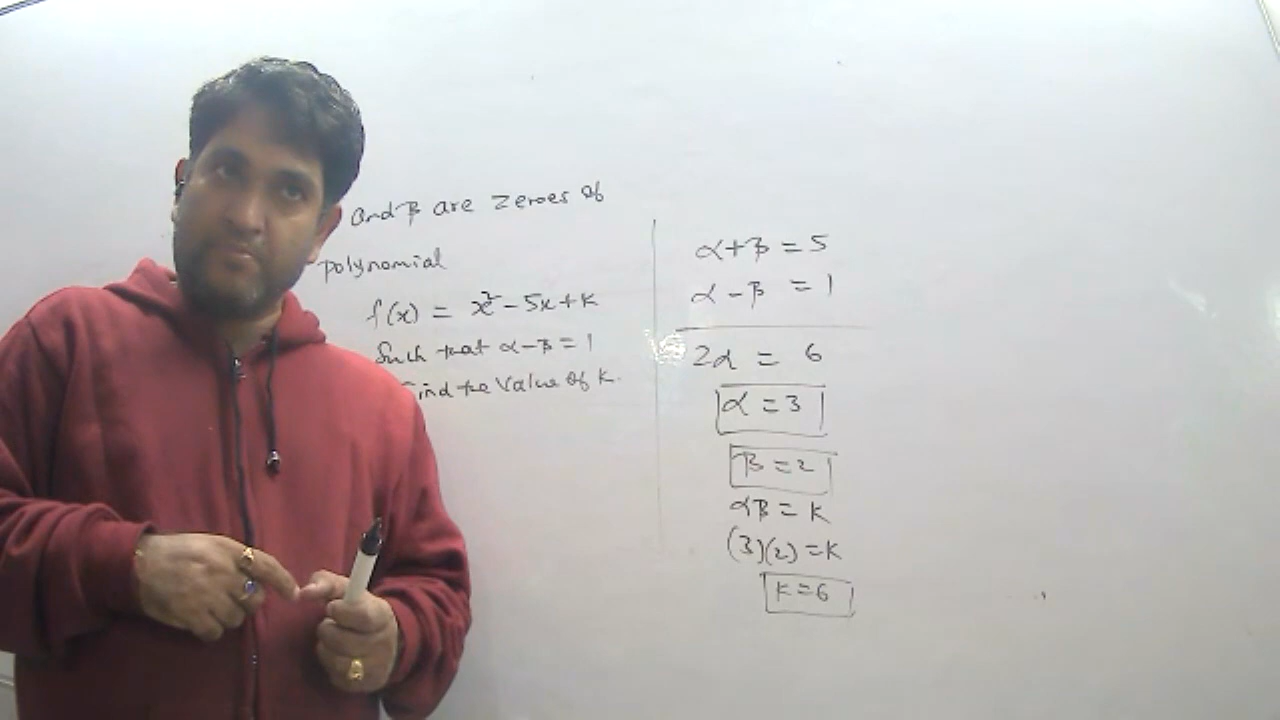 and β are zeroes of
polynomial
f(x) = x² - 5x + k
Such that α - β = 1
find the value of k.
α + β = 5
α - β = 1
2α = 6
α = 3
β = 2
αβ = k
(3)(2) = k
k = 6